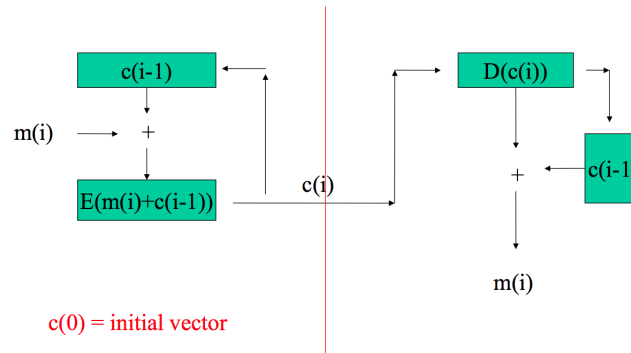 c(i-1)
m(i)
+
E(m(i)+c(i-1))
c(i)
D(c(i))
c(i-1
+
m(i)
c(0) = initial vector